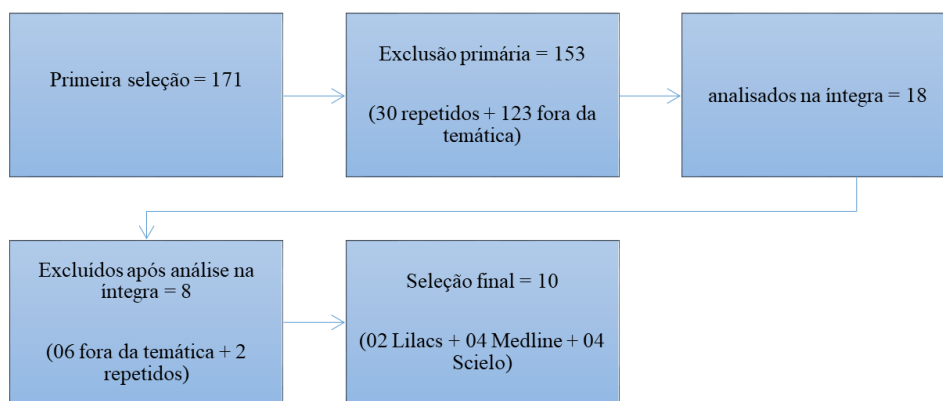 Primeira seleção = 171
Exclusão primária = 153
(30 repetidos + 123 fora da
temática)
analisados na íntegra = 18
Excluídos após análise na
íntegra = 8
(06 fora da temática + 2
repetidos)
Seleção final = 10
(02 Lilacs + 04 Medline + 04
Scielo)